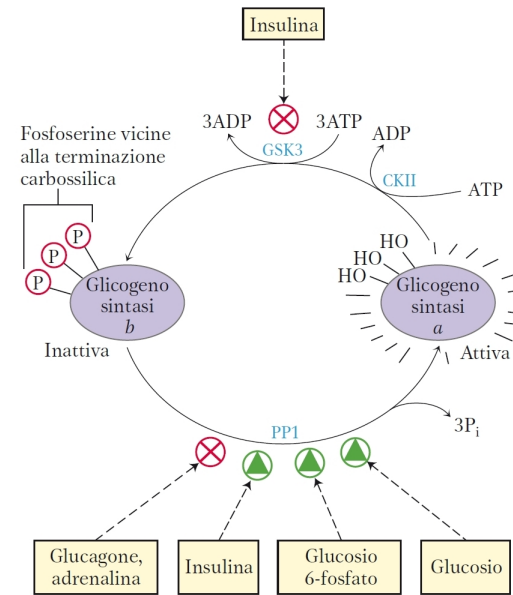 Insulina
3ADP
3ATP
GSK3
ADP
CKII
ATP
Fosfoserine vicine
alla terminazione
carbossilica
P
P
P
Glicogeno
sintasi
b
Inattiva
HO
HO
HO
Glicogeno
sintasi
a
Attiva
PP1
3Pi
Glucagone,
adrenalina
Insulina
Glucosio
6-fosfato
Glucosio